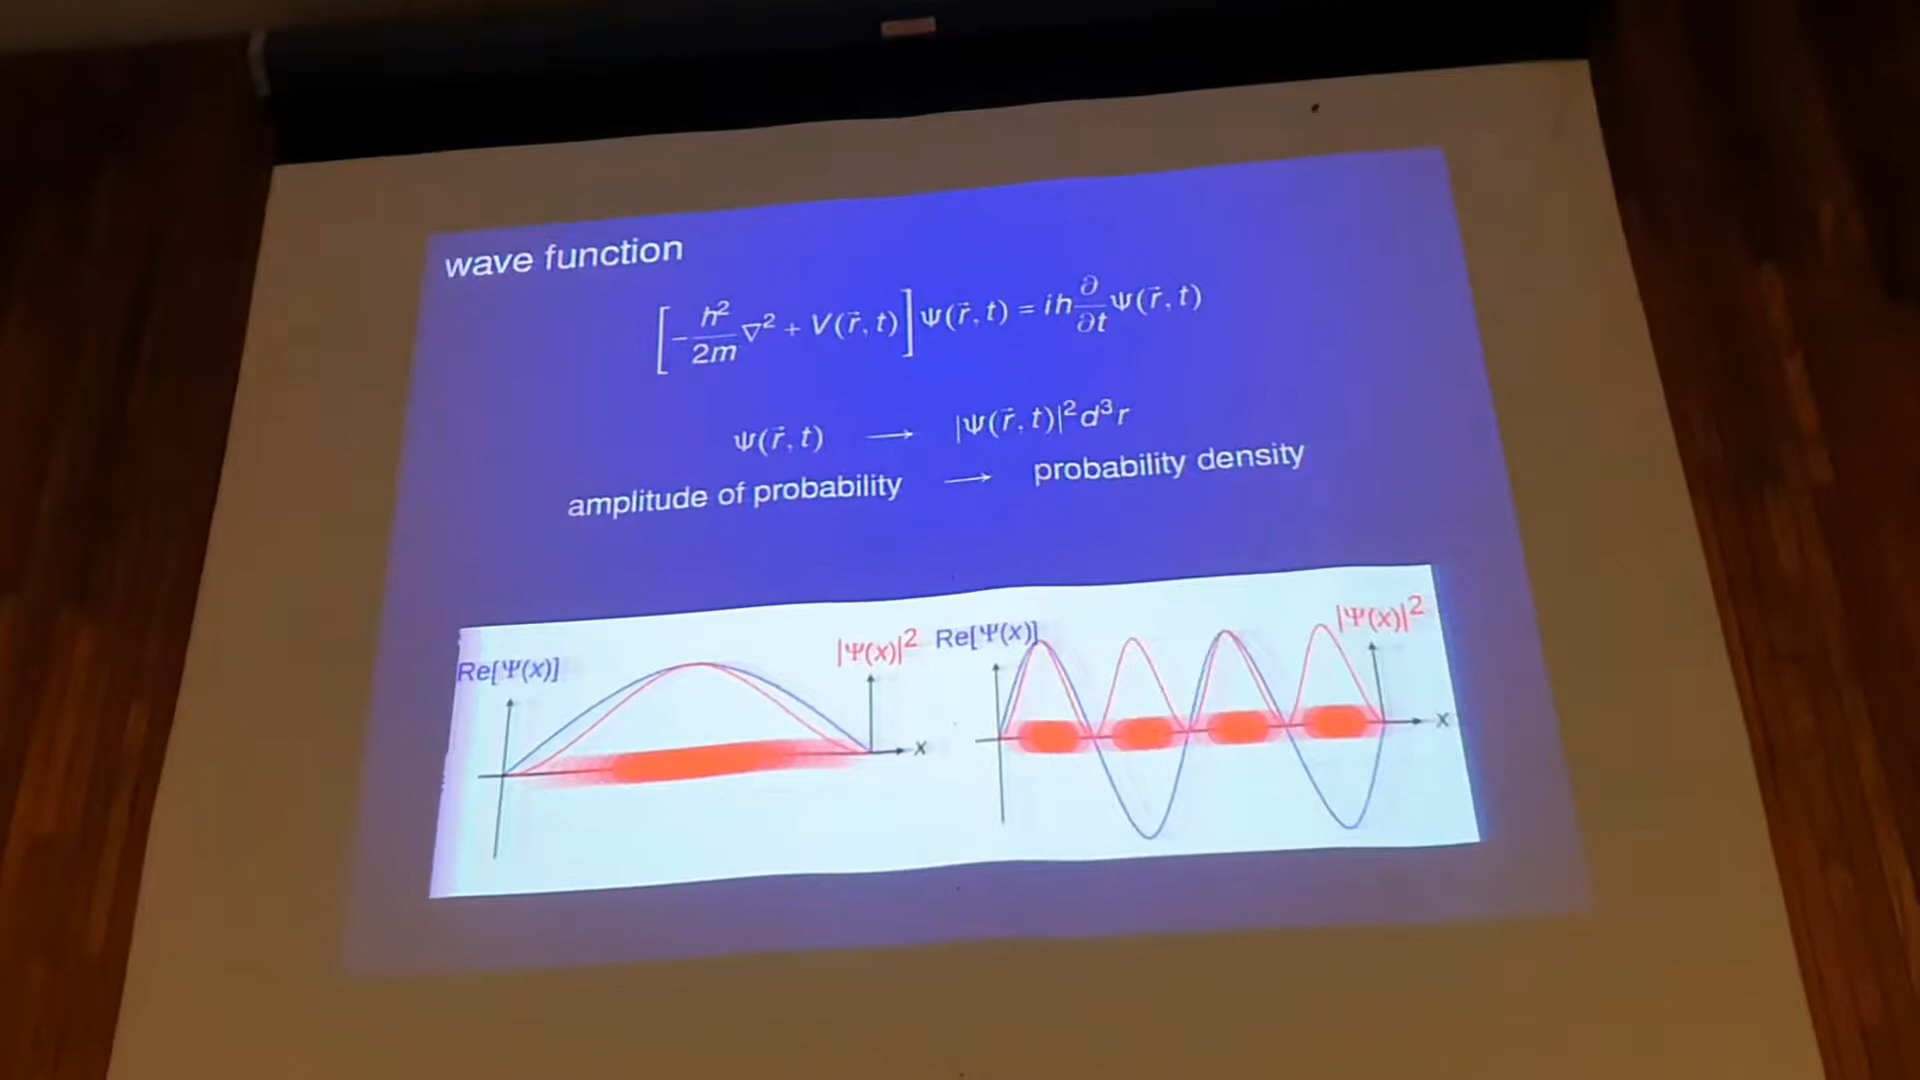 wave function
[-ħ²/2m ∇² + V(r⃗, t)] Ψ(r⃗, t) = iħ ∂/∂t Ψ(r⃗, t)
Ψ(r⃗, t) → |Ψ(r⃗, t)|² d³r
amplitude of probability → probability density
Re[Ψ(x)] |Ψ(x)|² Re[Ψ(x)] |Ψ(x)|²
x x